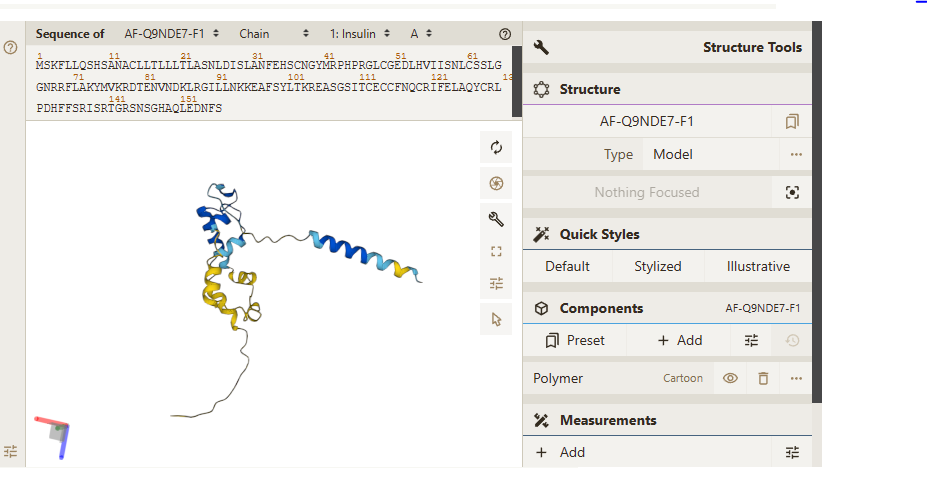 Sequence of AF-Q9NDE7-F1 Chain 1: Insulin A
1 11 21 31 41 51 61
MSKFLLQSHSANACLLTLLLTLASNLDISLANFEHSCNGYMRPHPRGLCGEDLHVIISNLCSSLG
71 81 91 101 111 121 13
GNRRFLAKYMVKRDTENVNDKLRGILLNKKEAFSYLTKREASGSITCECCFNQCRIFELAQYCRL
141 151
PDHFFSRISRTGRSNSGHAQLEDNFS
Structure Tools
Structure
AF-Q9NDE7-F1
Type Model
Nothing Focused
Quick Styles
Default Stylized Illustrative
Components AF-Q9NDE7-F1
Preset + Add
Polymer Cartoon
Measurements
+ Add